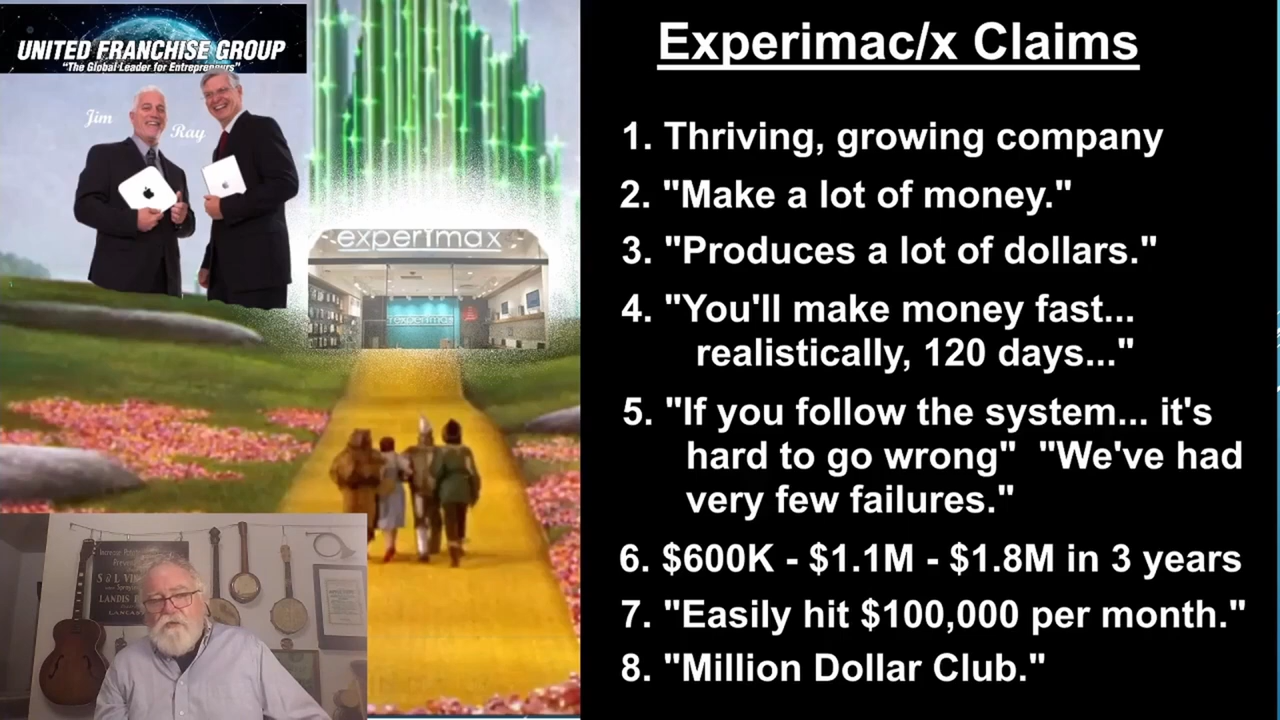 UNITED FRANCHISE GROUP
"The Global Leader for Entrepreneurs"
Jim
Ray
experimax
Experimac/x Claims
1. Thriving, growing company
2. "Make a lot of money."
3. "Produces a lot of dollars."
4. "You'll make money fast...
realistically, 120 days..."
5. "If you follow the system... it's
hard to go wrong" "We've had
very few failures."
6. $600K - $1.1M - $1.8M in 3 years
7. "Easily hit $100,000 per month."
8. "Million Dollar Club."
S & L
LANDIS
LANCAS